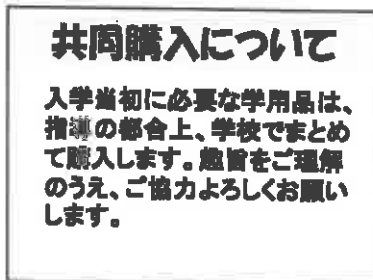 共同購入について
入学当初に必要な学用品は、
指導の都合上、学校でまとめ
て購入します。趣旨をご理解
のうえ、ご協力よろしくお願い
します。